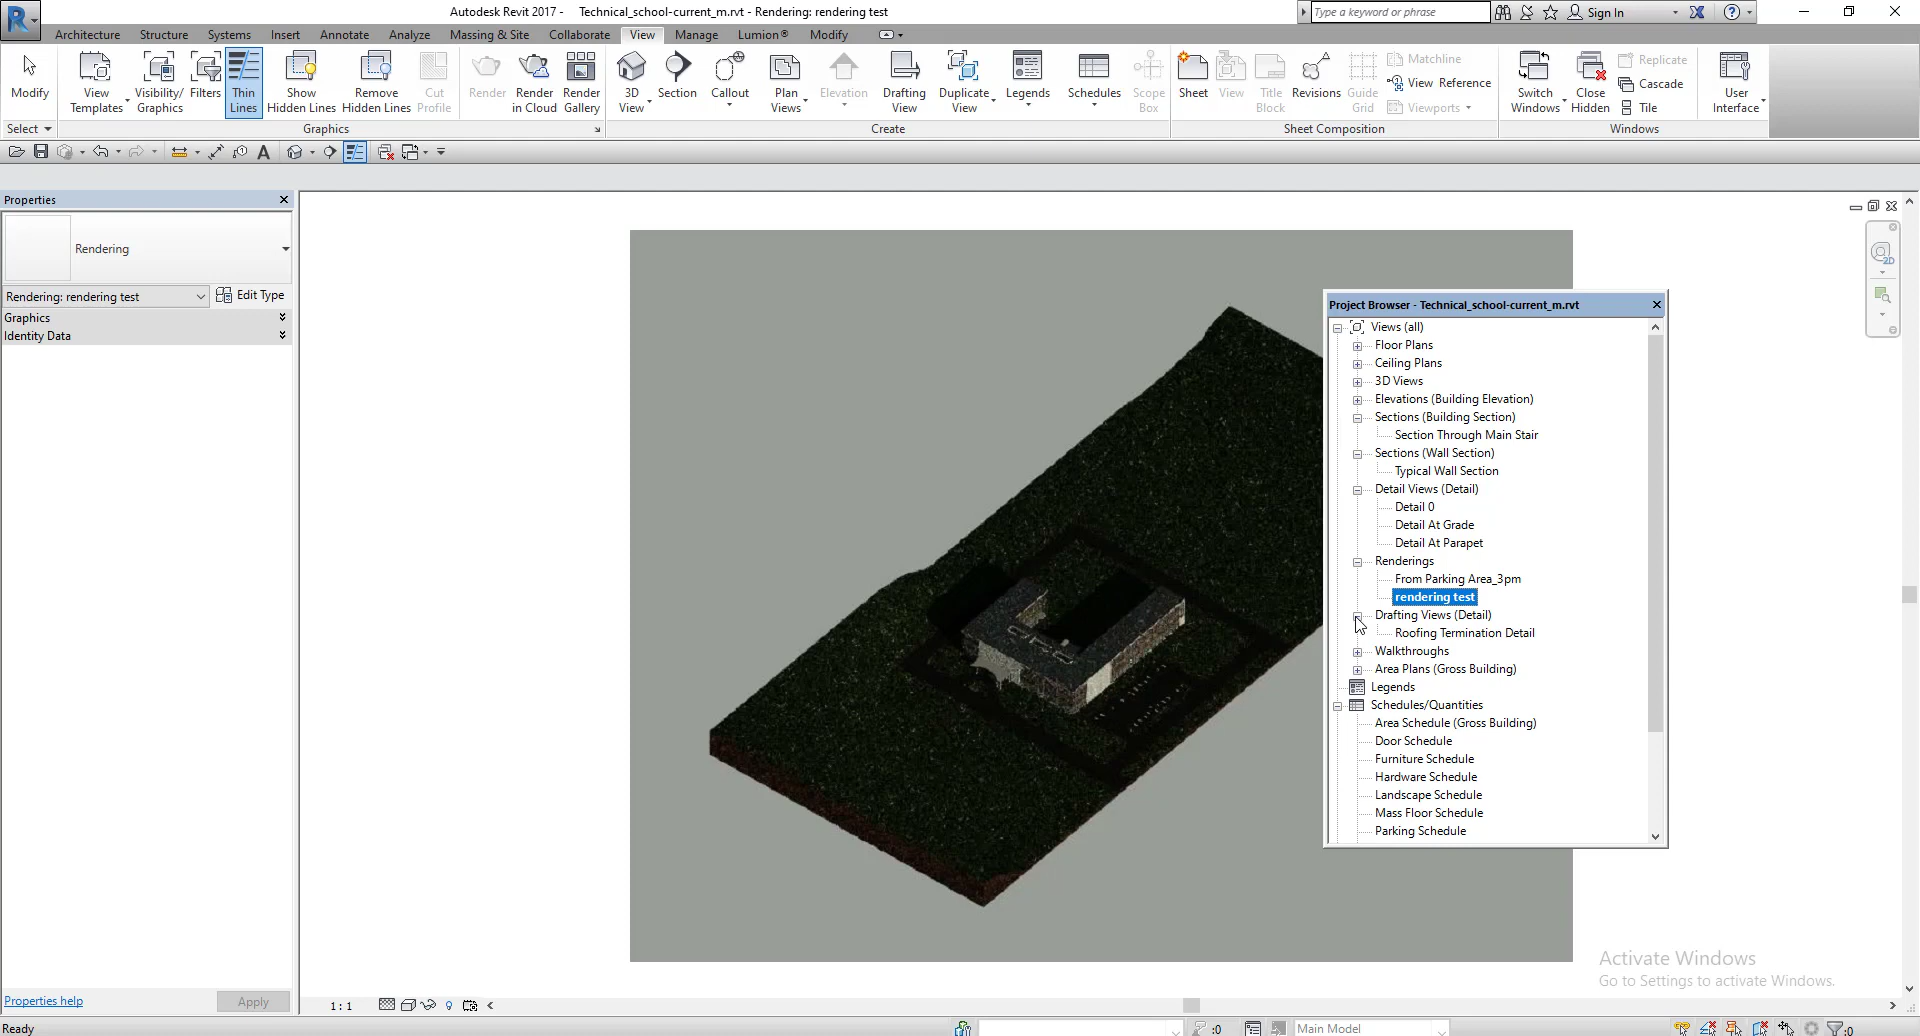 Autodesk Revit 2017 - Technical_school-current_m.rvt - Rendering: rendering test
Type a keyword or phrase
Sign In
Architecture Structure Systems Insert Annotate Analyze Massing & Site Collaborate View Manage Lumion® Modify
Modify
View Templates
Visibility/ Graphics
Filters
Thin Lines
Show Hidden Lines
Remove Hidden Lines
Cut Profile
Render
Render in Cloud
Render Gallery
3D View
Section
Callout
Plan Views
Elevation
Drafting View
Duplicate View
Legends
Schedules
Scope Box
Sheet
View
Title Block
Revisions
Guide Grid
Matchline
View Reference
Viewports
Switch Windows
Close Hidden
Replicate
Cascade
Tile
User Interface
Select
Graphics
Create
Sheet Composition
Windows
A
Properties
Rendering
Rendering: rendering test
Edit Type
Graphics
Identity Data
2D
Project Browser - Technical_school-current_m.rvt
Views (all)
Floor Plans
Ceiling Plans
3D Views
Elevations (Building Elevation)
Sections (Building Section)
Section Through Main Stair
Sections (Wall Section)
Typical Wall Section
Detail Views (Detail)
Detail 0
Detail At Grade
Detail At Parapet
Renderings
From Parking Area_3pm
rendering test
Drafting Views (Detail)
Roofing Termination Detail
Walkthroughs
Area Plans (Gross Building)
Legends
Schedules/Quantities
Area Schedule (Gross Building)
Door Schedule
Furniture Schedule
Hardware Schedule
Landscape Schedule
Mass Floor Schedule
Parking Schedule
Activate Windows
Go to Settings to activate Windows.
Properties help
Apply
1 : 1
Ready
:0
Main Model
:0